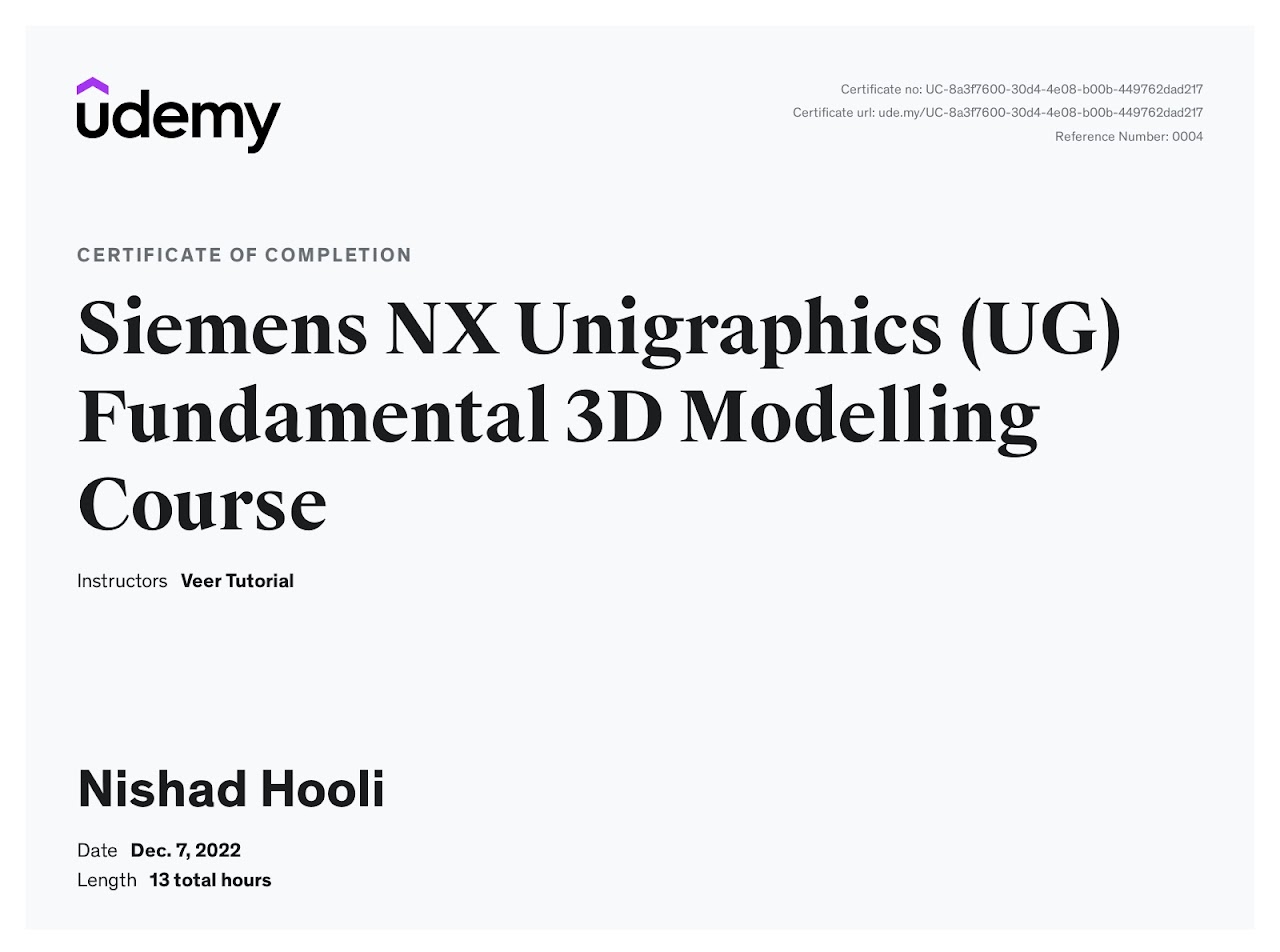 udemy
Certificate no: UC-8a3f7600-30d4-4e08-b00b-449762dad217
Certificate url: ude.my/UC-8a3f7600-30d4-4e08-b00b-449762dad217
Reference Number: 0004
CERTIFICATE OF COMPLETION
Siemens NX Unigraphics (UG)
Fundamental 3D Modelling
Course
Instructors Veer Tutorial
Nishad Hooli
Date Dec. 7, 2022
Length 13 total hours